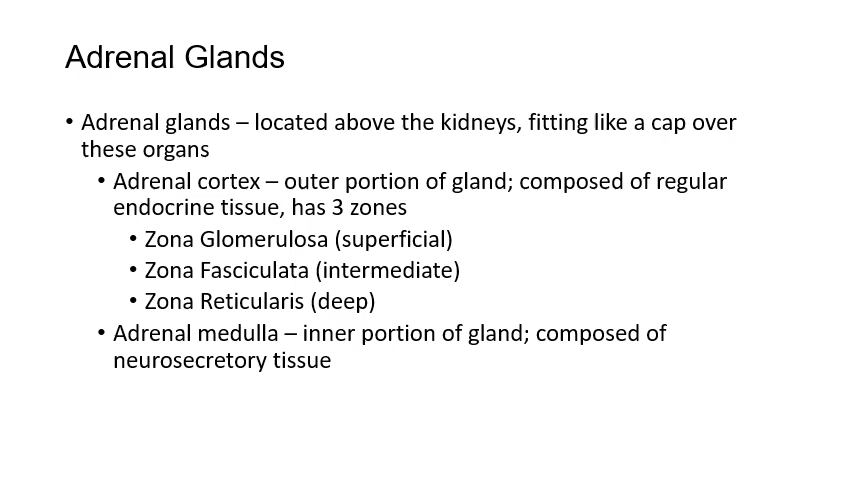 Adrenal Glands
• Adrenal glands – located above the kidneys, fitting like a cap over
these organs
• Adrenal cortex – outer portion of gland; composed of regular
endocrine tissue, has 3 zones
• Zona Glomerulosa (superficial)
• Zona Fasciculata (intermediate)
• Zona Reticularis (deep)
• Adrenal medulla – inner portion of gland; composed of
neurosecretory tissue